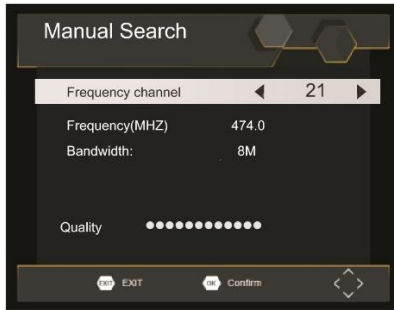 Manual Search
Frequency channel 21
Frequency(MHZ) 474.0
Bandwidth: 8M
Quality
EXIT EXIT OK Confirm